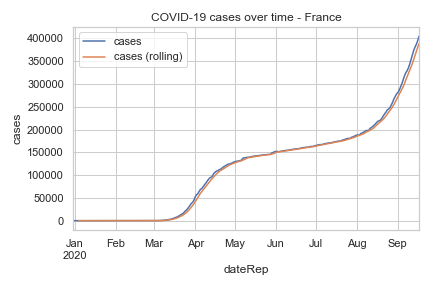 COVID-19 cases over time - France
cases
cases (rolling)
400000
350000
300000
250000
200000
150000
100000
50000
0
cases
Jan Feb Mar Apr May Jun Jul Aug Sep
2020
dateRep